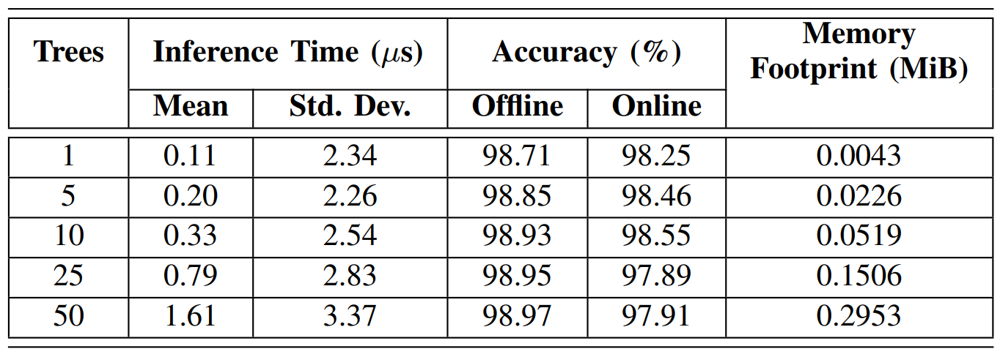 Trees Inference Time (μs) Accuracy (%) Memory Footprint (MiB)
Mean Std. Dev. Offline Online
1 0.11 2.34 98.71 98.25 0.0043
5 0.20 2.26 98.85 98.46 0.0226
10 0.33 2.54 98.93 98.55 0.0519
25 0.79 2.83 98.95 97.89 0.1506
50 1.61 3.37 98.97 97.91 0.2953